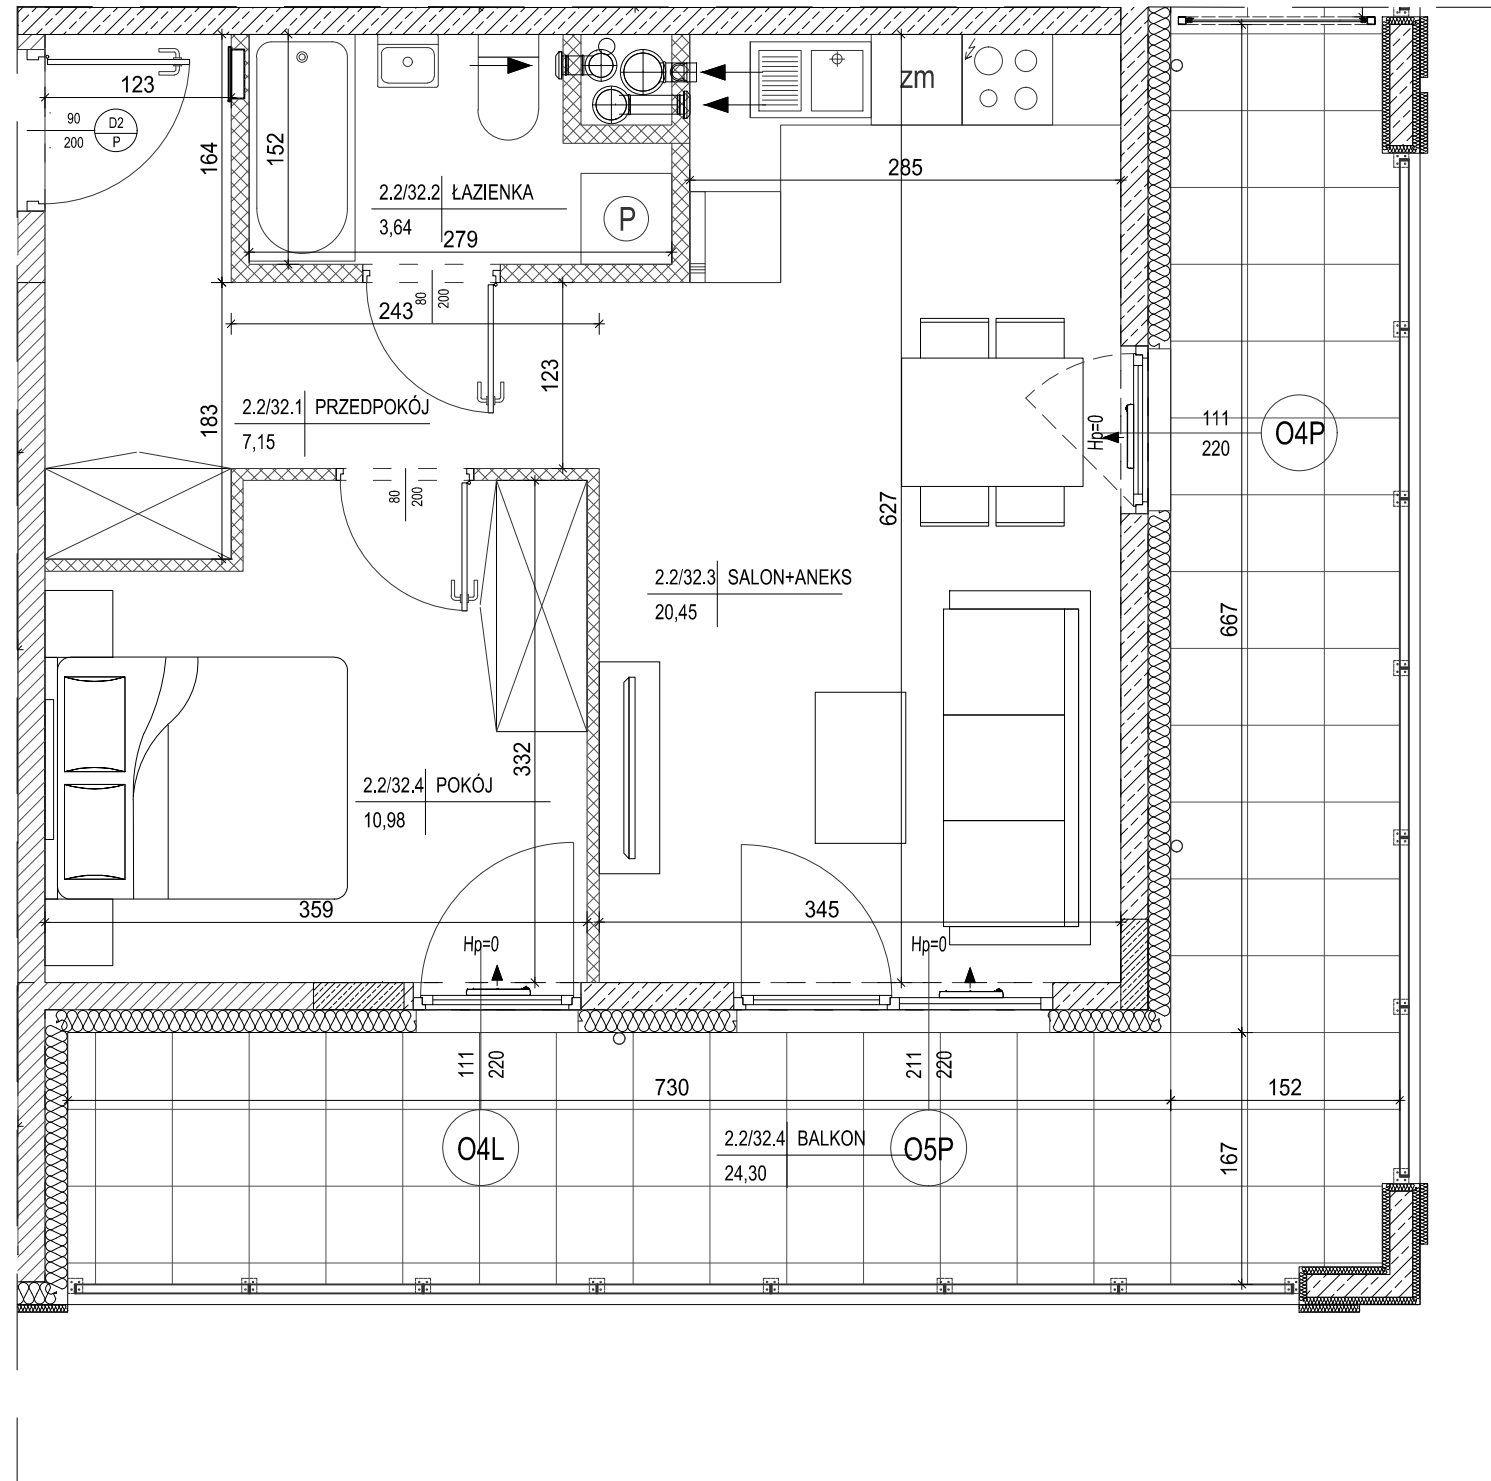 123
90
200
D2
P
164
152
2.2/32.2 ŁAZIENKA
3,64
279
P
zm
285
243
80
200
123
2.2/32.1 PRZEDPOKÓJ
7,15
183
80
200
627
Hp=0
111
220
O4P
2.2/32.3 SALON+ANEKS
20,45
667
332
2.2/32.4 POKÓJ
10,98
359
345
Hp=0
Hp=0
111
220
211
220
730
152
O4L
2.2/32.4 BALKON
24,30
O5P
167